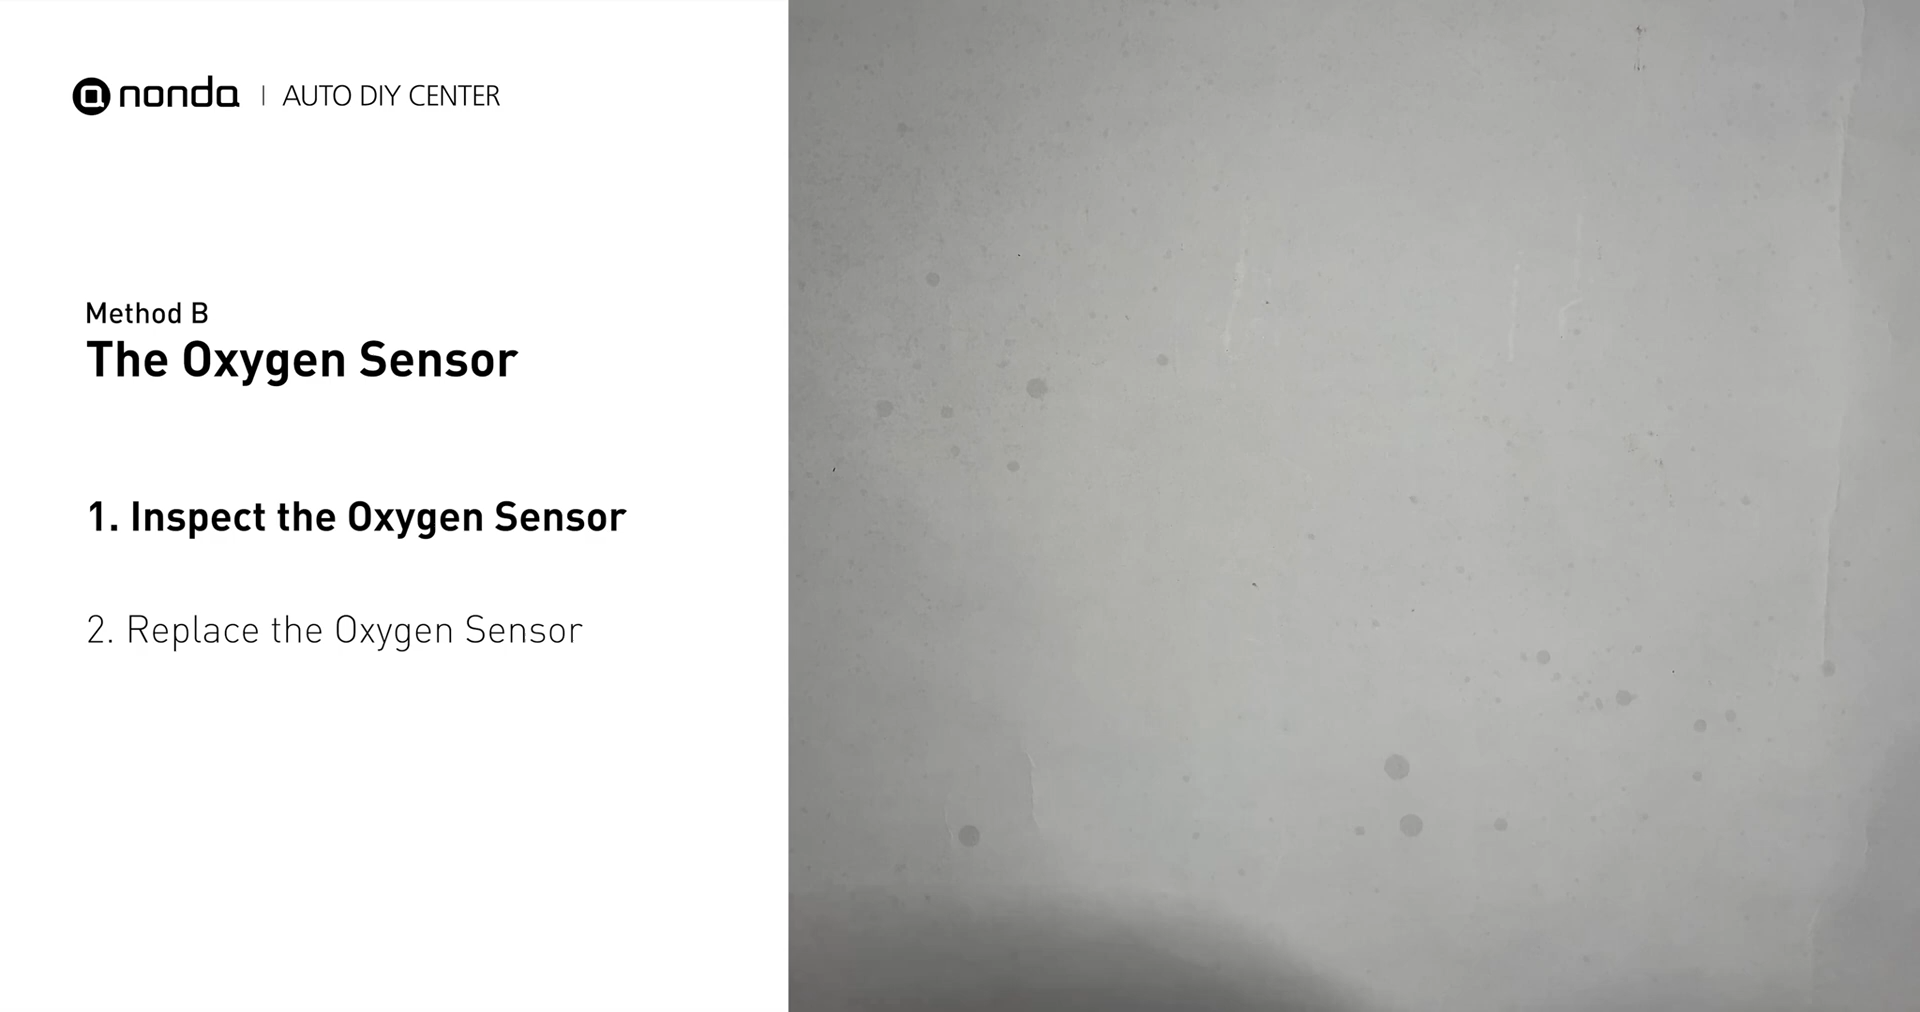 nonda | AUTO DIY CENTER
Method B
The Oxygen Sensor
1. Inspect the Oxygen Sensor
2. Replace the Oxygen Sensor